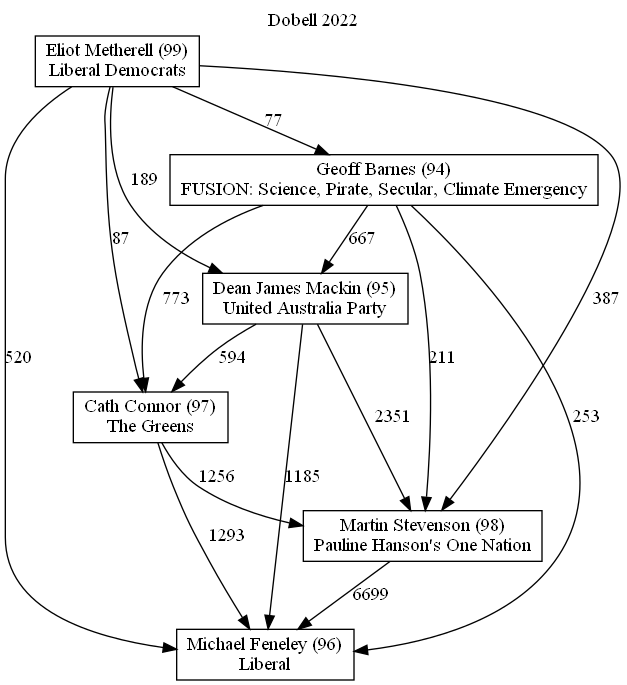 Dobell 2022
Eliot Metherell (99)
Liberal Democrats
77
Geoff Barnes (94)
FUSION: Science, Pirate, Secular, Climate Emergency
189
87
667
Dean James Mackin (95)
United Australia Party
773
387
520
594
211
253
Cath Connor (97)
The Greens
2351
1256
1185
1293
Martin Stevenson (98)
Pauline Hanson's One Nation
6699
Michael Feneley (96)
Liberal